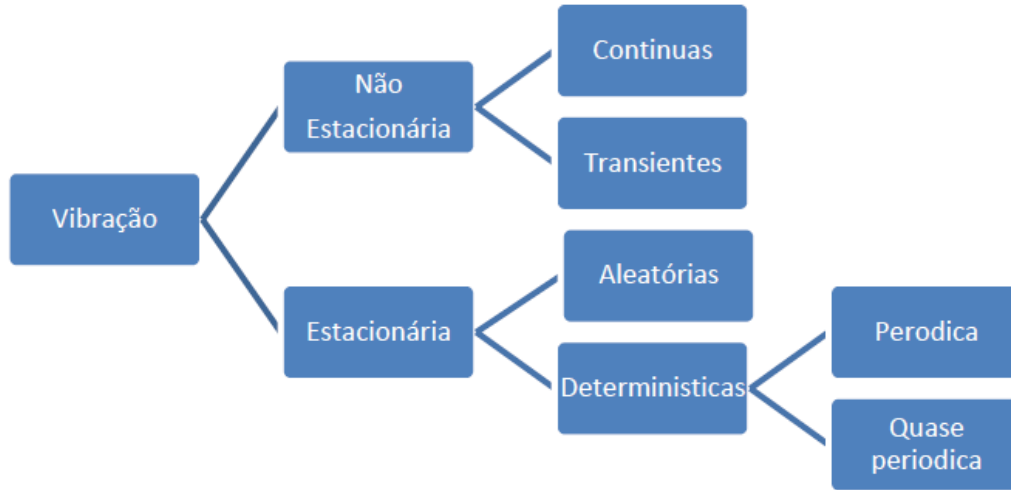 Continuas
Não
Estacionária
Transientes
Vibração
Aleatórias
Estacionária
Perodica
Deterministicas
Quase
periodica